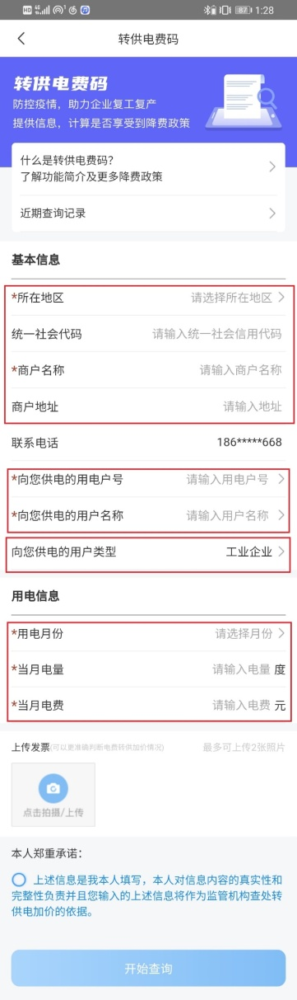 HD 4G 87 1:28
转供电费码
转供电费码
防控疫情，助力企业复工复产
提供信息，计算是否享受到降费政策
什么是转供电费码？
了解功能简介及更多降费政策
近期查询记录
基本信息
*所在地区 请选择所在地区
统一社会代码 请输入统一社会信用代码
*商户名称 请输入商户名称
商户地址 请输入地址
联系电话 186*****668
*向您供电的用电户号 请输入用电户号
*向您供电的用户名称 请输入用户名称
向您供电的用户类型 工业企业
用电信息
*用电月份 请选择月份
*当月电量 请输入电量 度
*当月电费 请输入电费 元
上传发票(可以更准确判断电费转供加价情况) 最多可上传2张照片
点击拍摄/上传
本人郑重承诺：
上述信息是我本人填写，本人对信息内容的真实性和
完整性负责并且您输入的上述信息将作为监管机构查处转
供电加价的依据。
开始查询